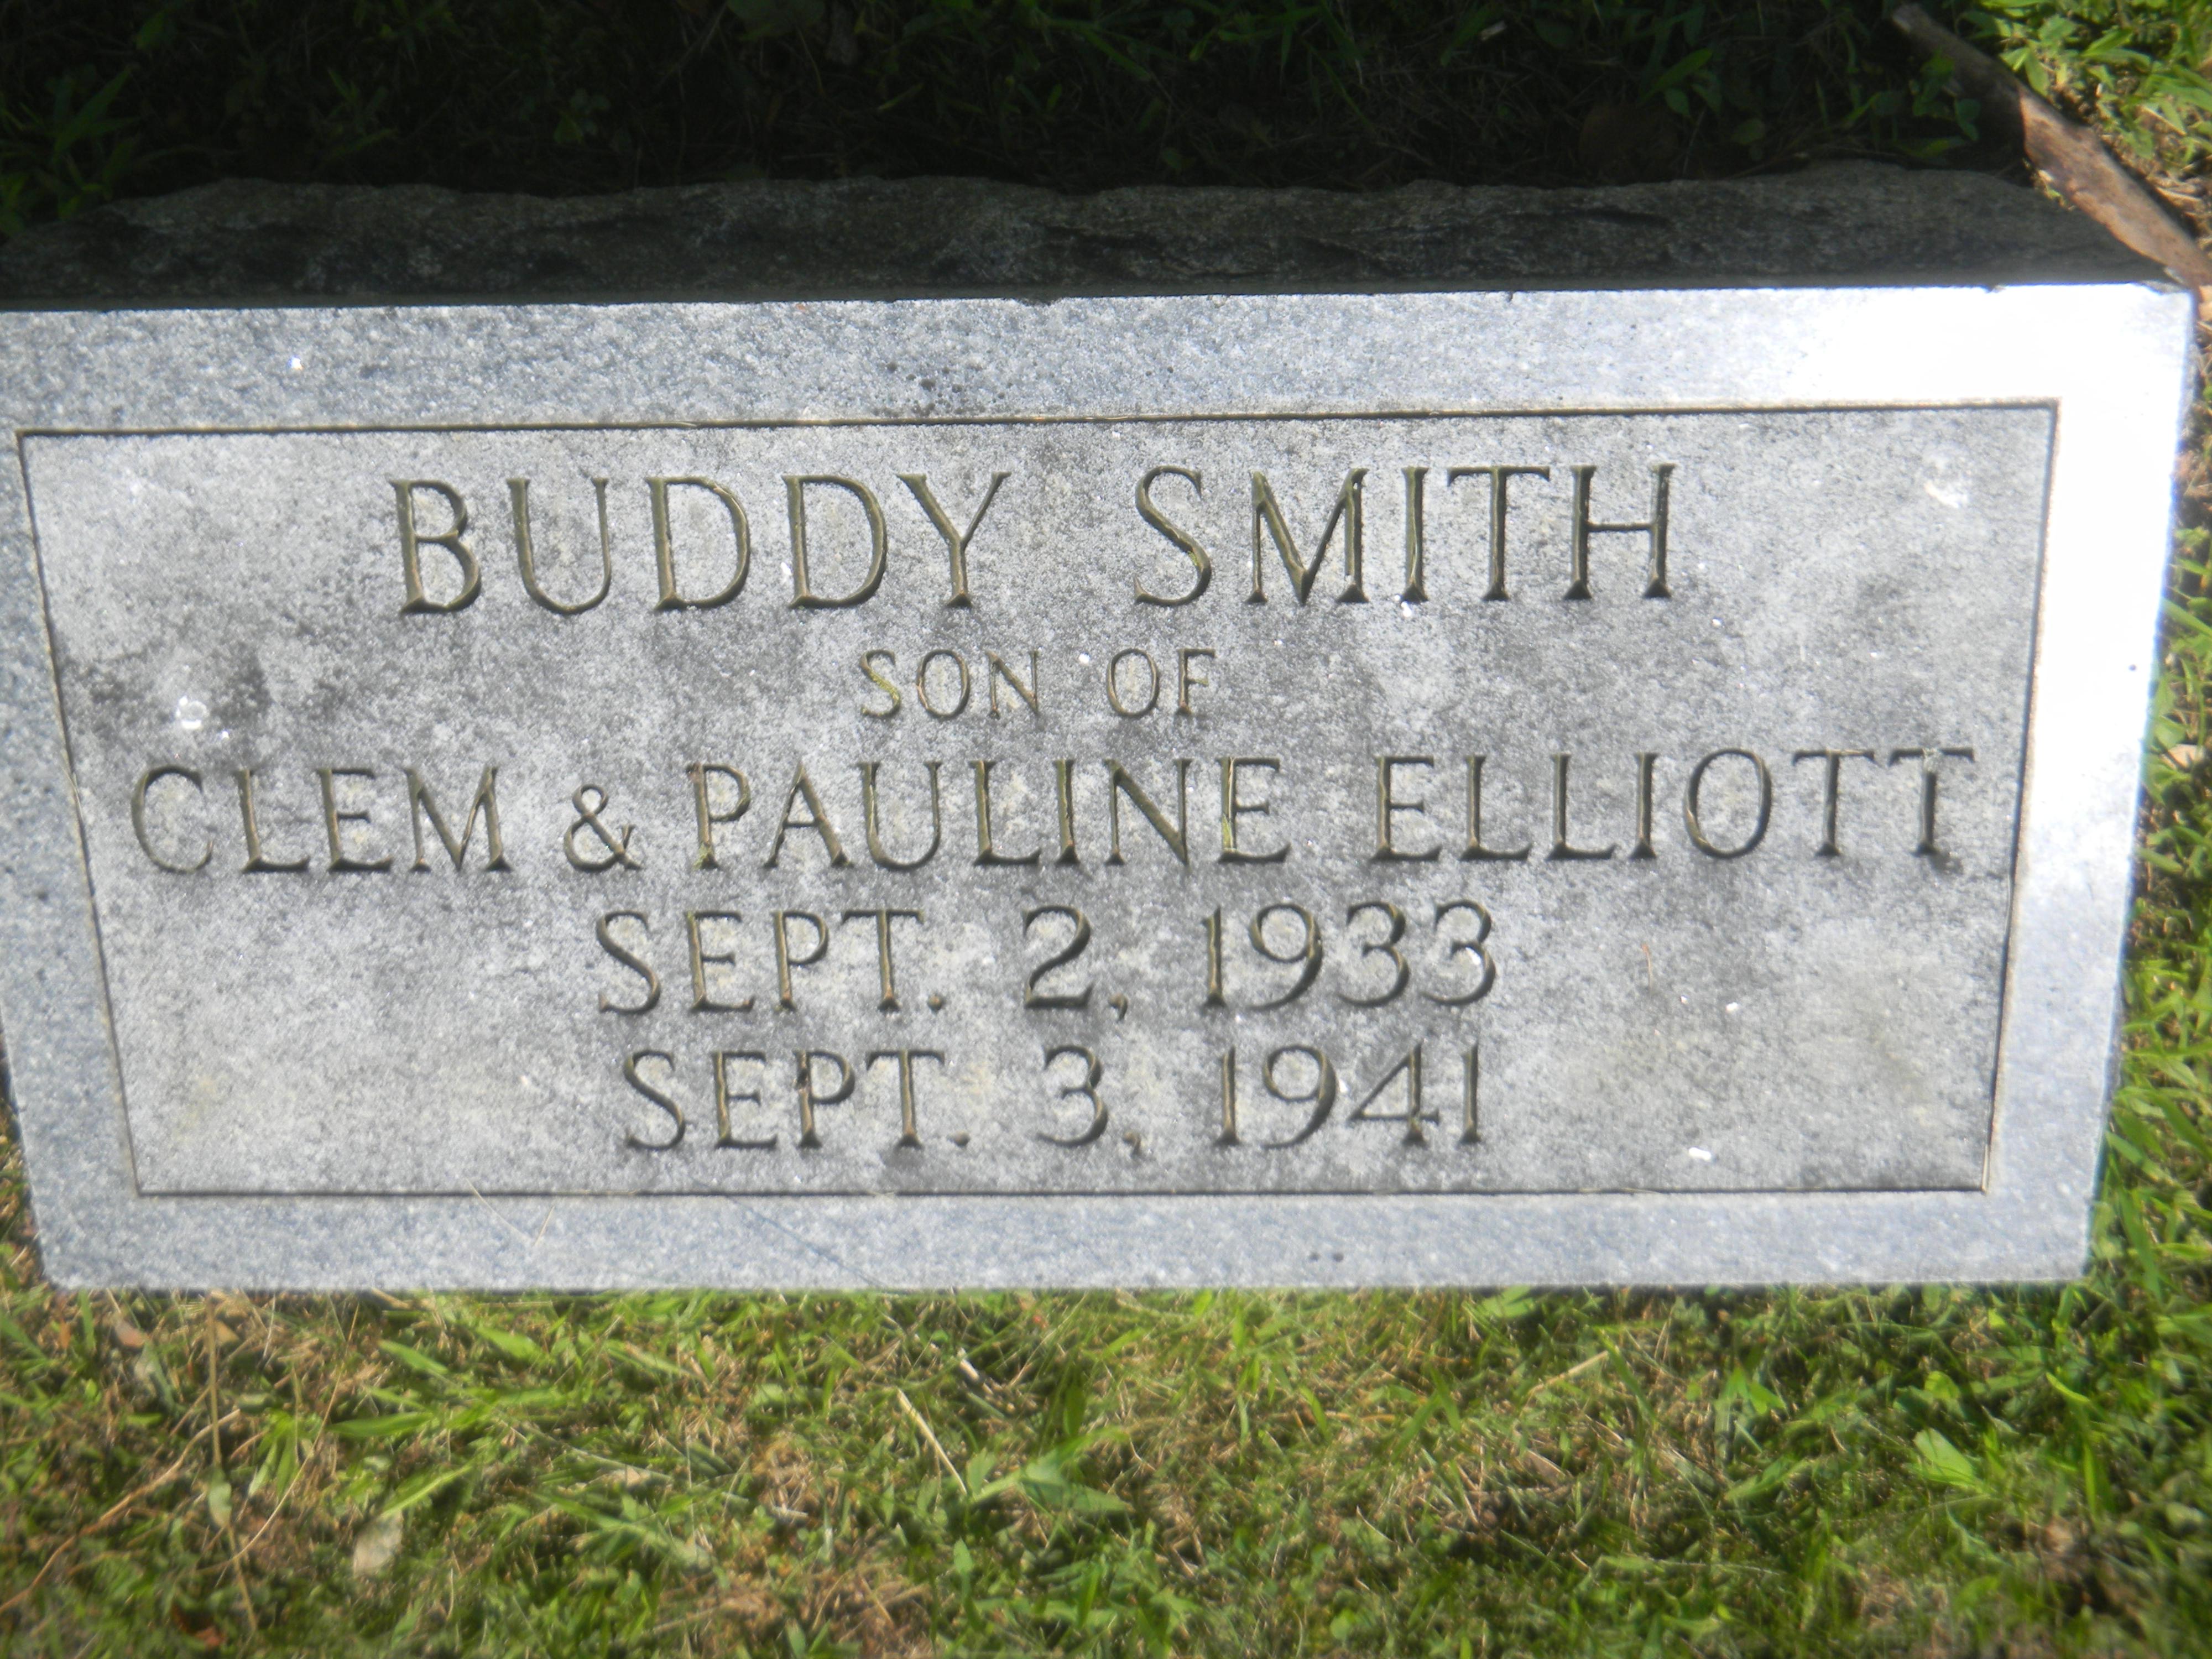 BUDDY SMITH
SON OF
CLEM & PAULINE ELLIOTT
SEPT. 2, 1933
SEPT. 3, 1941